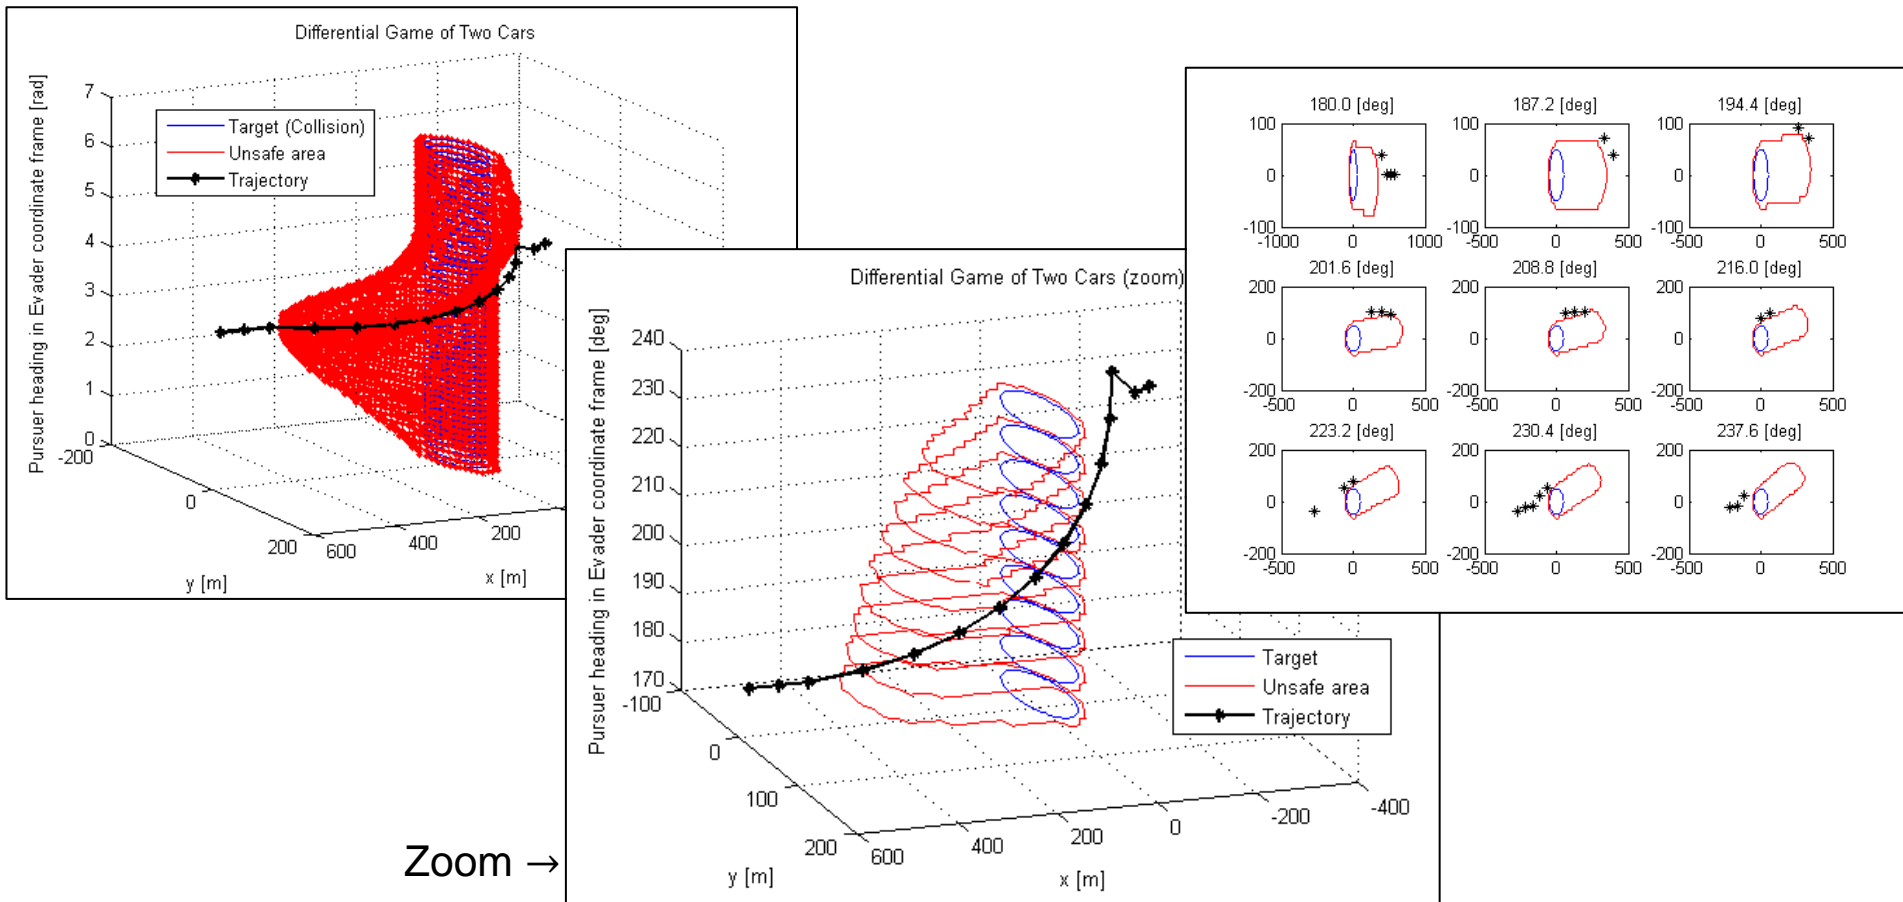 Differential Game of Two Cars
Pursuer heading in Evader coordinate frame [rad]
7
6
5
4
3
2
1
0
-200
0
200
600
400
200
y [m]
x [m]
Target (Collision)
Unsafe area
Trajectory
Differential Game of Two Cars (zoom)
Pursuer heading in Evader coordinate frame [deg]
240
230
220
210
200
190
180
170
-100
0
100
200
600
400
200
0
-200
-400
y [m]
x [m]
Target
Unsafe area
Trajectory
Zoom →
180.0 [deg]
100
0
-100
-1000 0 1000
187.2 [deg]
100
0
-100
-500 0 500
194.4 [deg]
100
0
-100
-500 0 500
201.6 [deg]
200
0
-200
-500 0 500
208.8 [deg]
200
0
-200
-500 0 500
216.0 [deg]
200
0
-200
-500 0 500
223.2 [deg]
200
0
-200
-500 0 500
230.4 [deg]
200
0
-200
-500 0 500
237.6 [deg]
200
0
-200
-500 0 500